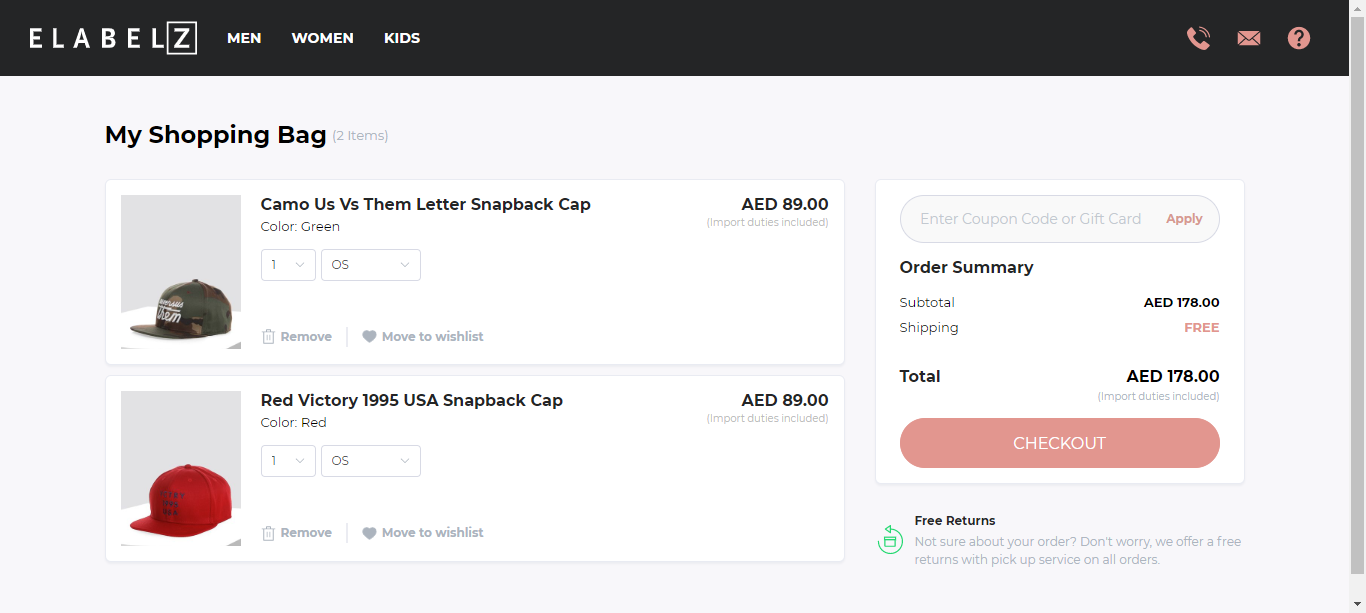 ELABELZ MEN WOMEN KIDS
My Shopping Bag (2 Items)
Camo Us Vs Them Letter Snapback Cap
Color: Green
1 OS
Remove Move to wishlist
AED 89.00
(Import duties included)
them
Red Victory 1995 USA Snapback Cap
Color: Red
1 OS
Remove Move to wishlist
AED 89.00
(Import duties included)
Enter Coupon Code or Gift Card Apply
Order Summary
Subtotal AED 178.00
Shipping FREE
Total AED 178.00
(Import duties included)
CHECKOUT
Free Returns
Not sure about your order? Don't worry, we offer a free
returns with pick up service on all orders.